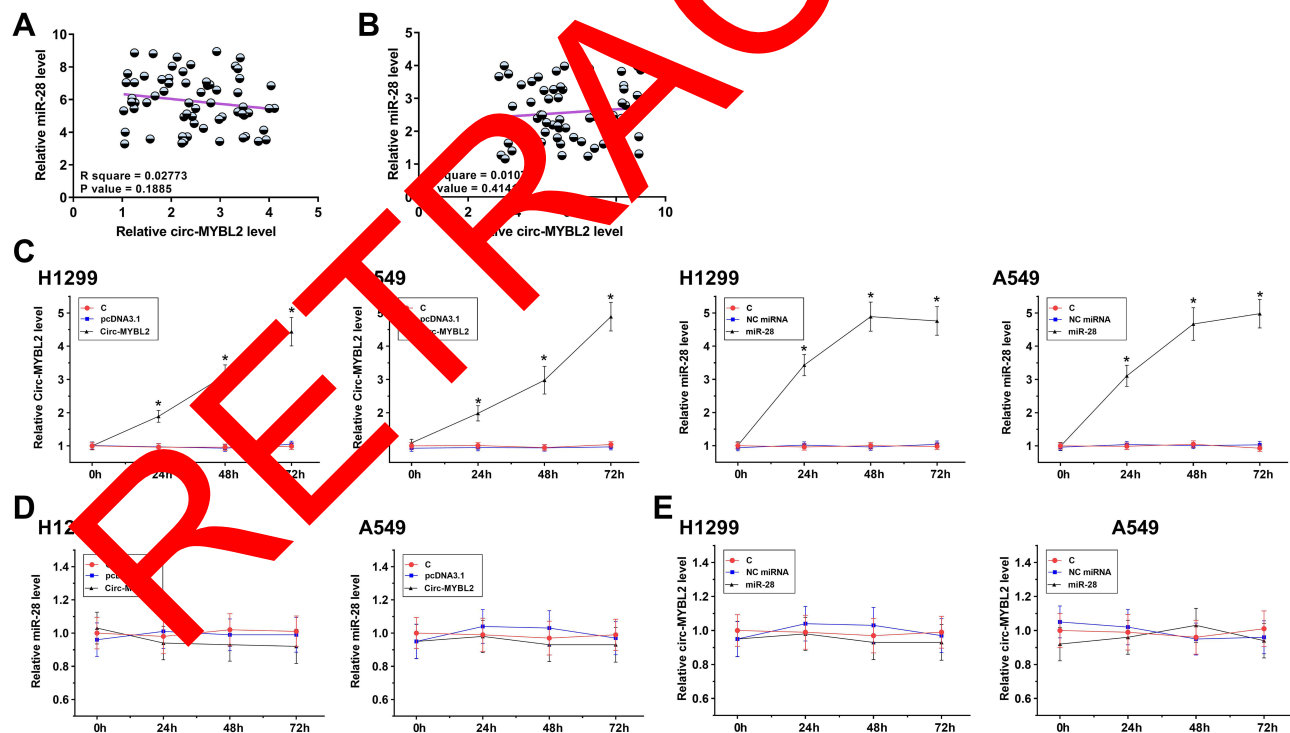 A
B
10
8
6
4
2
0
Relative miR-28 level
R square = 0.02773
P value = 0.1885
0 1 2 3 4 5
Relative circ-MYBL2 level
5
4
3
2
1
0
Relative miR-28 level
value =
0 2 10
circ-MYBL2 level
RETRAC
C
H1299
5
4
3
2
1
Relative Circ-MYBL2 level
C
pcDNA3.1
Circ-MYBL2
* * *
0h 24h 48h 72h
549
5
3
2
1
Relative Circ-MYBL2 level
C
pcDNA3.1
Circ-MYBL2
* * *
0h 24h 48h 72h
H1299
5
4
3
2
1
Relative miR-28 level
C
NC miRNA
miR-28
* * *
0h 24h 48h 72h
A549
5
4
3
2
1
Relative miR-28 level
C
NC miRNA
miR-28
* * *
0h 24h 48h 72h
D
1.4
1.2
1.0
0.8
0.6
Relative miR-28 level
0h 24h 48h 72h
A549
1.4
1.2
1.0
0.8
0.6
Relative miR-28 level
C
pcDNA3.1
Circ-MYBL2
0h 24h 48h 72h
E
H1299
1.4
1.2
1.0
0.8
0.6
Relative circ-MYBL2 level
C
NC miRNA
miR-28
0h 24h 48h 72h
A549
1.4
1.2
1.0
0.8
0.6
Relative circ-MYBL2 level
C
NC miRNA
miR-28
0h 24h 48h 72h